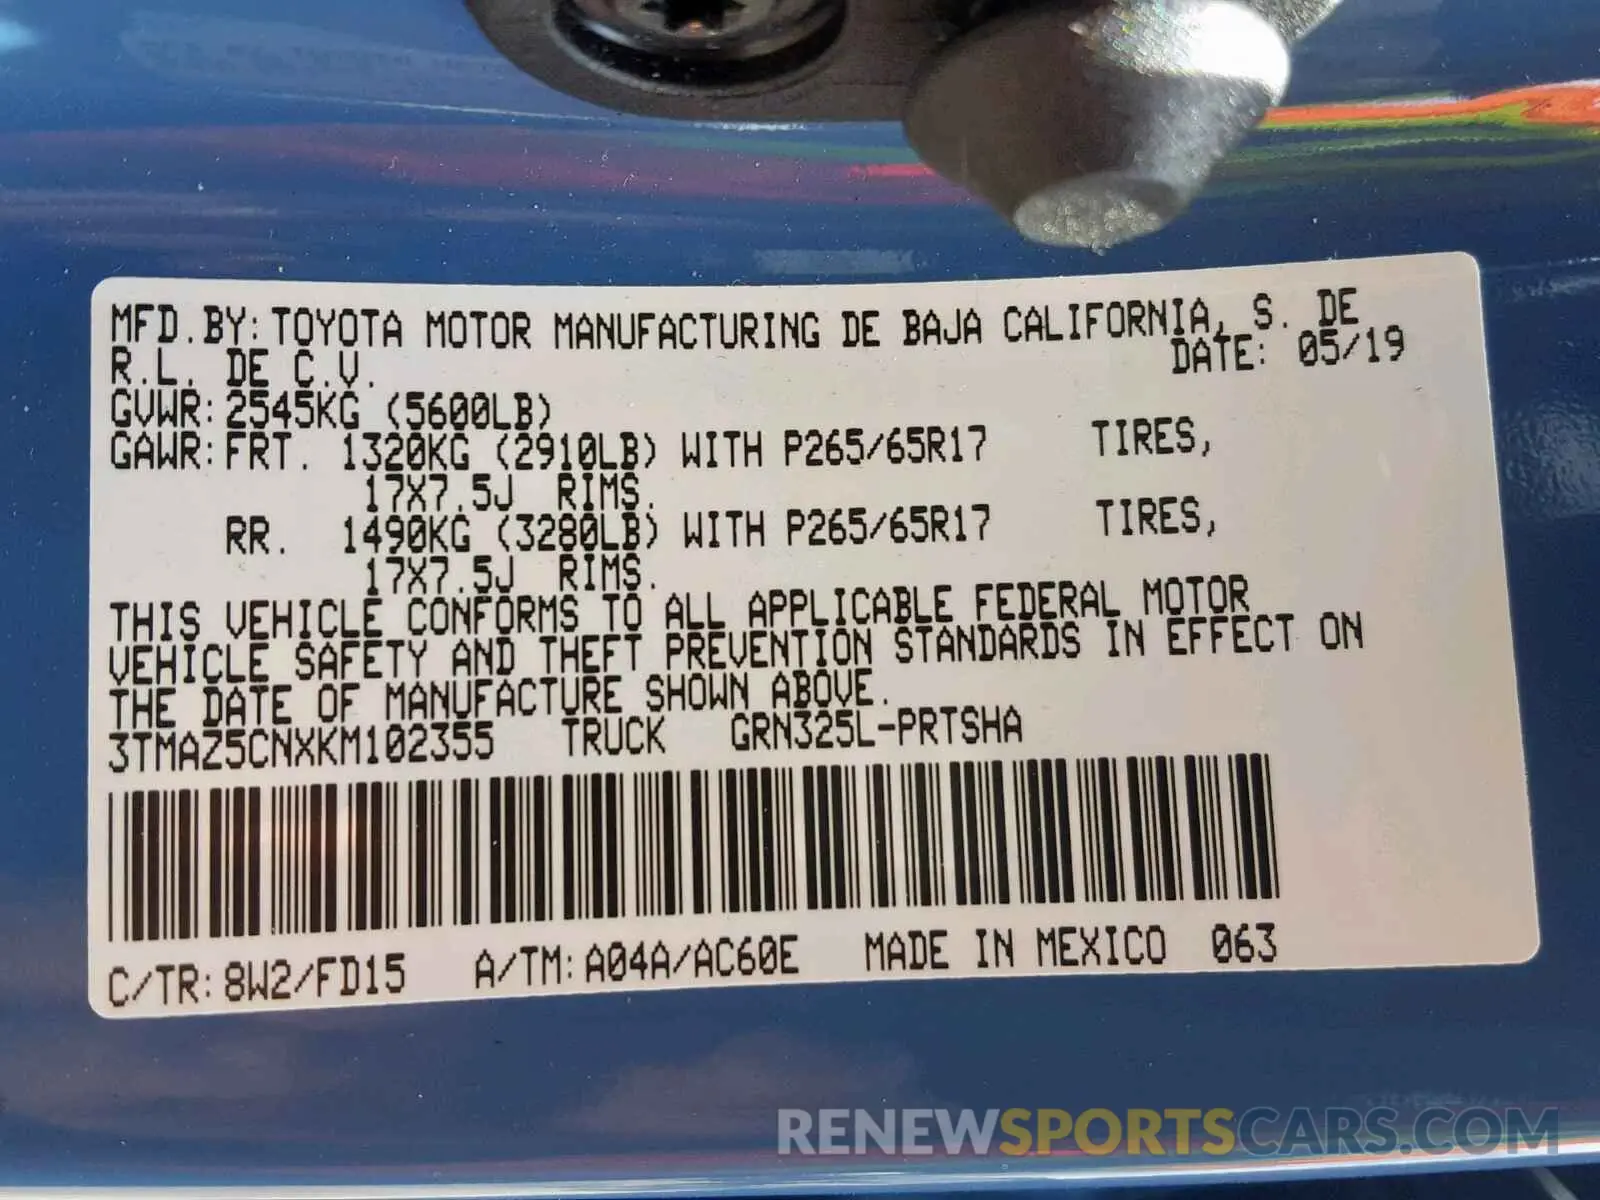 MFD.BY: TOYOTA MOTOR MANUFACTURING DE BAJA CALIFORNIA, S. DE
R.L. DE C.V. DATE: 05/19
GVWR: 2545KG (5600LB)
GAWR: FRT. 1320KG (2910LB) WITH P265/65R17 TIRES,
17X7.5J RIMS.
RR. 1490KG (3280LB) WITH P265/65R17 TIRES,
17X7.5J RIMS.
THIS VEHICLE CONFORMS TO ALL APPLICABLE FEDERAL MOTOR
VEHICLE SAFETY AND THEFT PREVENTION STANDARDS IN EFFECT ON
THE DATE OF MANUFACTURE SHOWN ABOVE.
3TMAZ5CNXKM102355 TRUCK GRN325L-PRTSHA
C/TR: 8W2/FD15 A/TM: A04A/AC60E MADE IN MEXICO 063
RENEWSPORTSCARS.COM